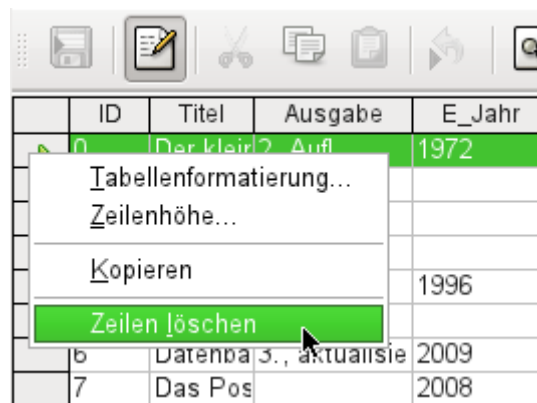 ID Titel Ausgabe E_Jahr
0 Der kleir 2. Aufl. 1972
Tabellenformatierung...
Zeilenhöhe...
Kopieren
1996
Zeilen löschen
6 Datenba 3., aktualisie 2009
7 Das Pos 2008